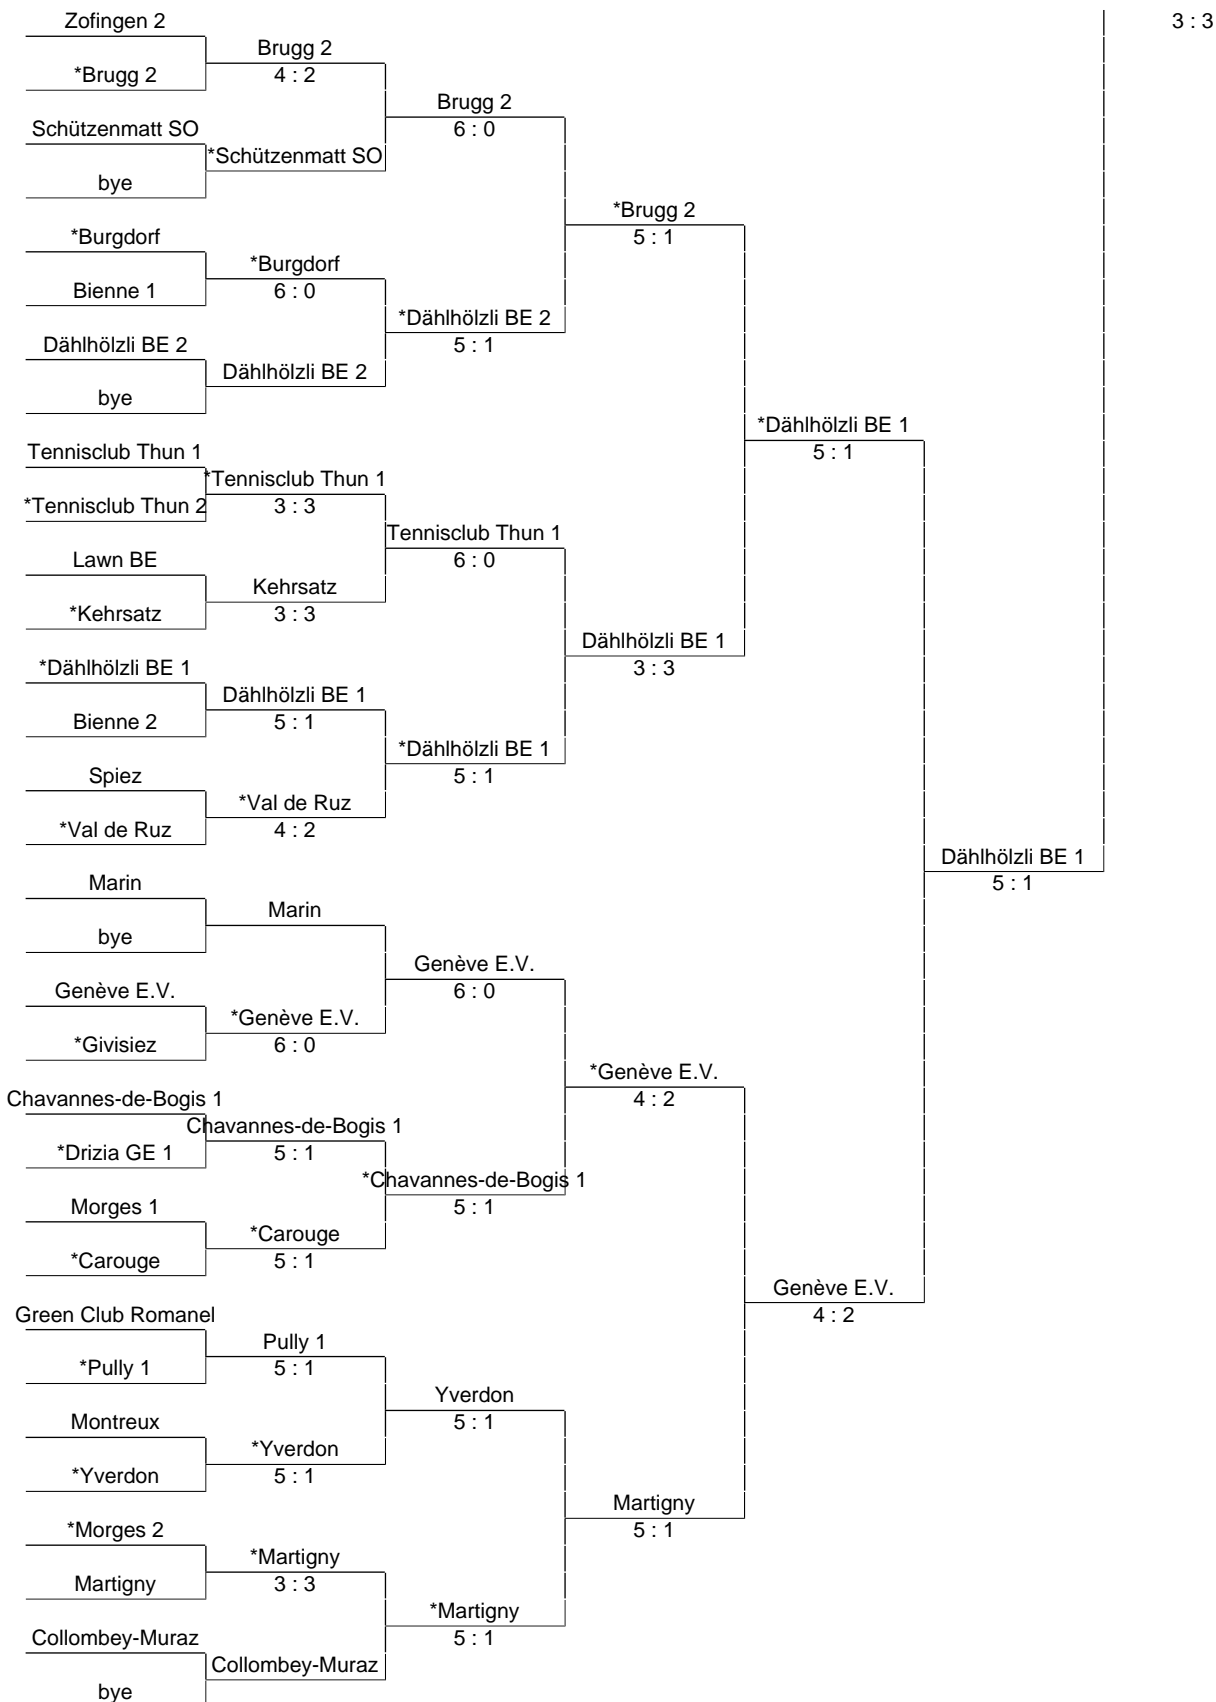 Zofingen 2
3 : 3
Brugg 2
*Brugg 2
4 : 2
Brugg 2
Schützenmatt SO
6 : 0
*Schützenmatt SO
bye
*Brugg 2
*Burgdorf
5 : 1
*Burgdorf
Bienne 1
6 : 0
*Dählhölzli BE 2
Dählhölzli BE 2
5 : 1
Dählhölzli BE 2
bye
*Dählhölzli BE 1
Tennisclub Thun 1
5 : 1
*Tennisclub Thun 1
*Tennisclub Thun 2
3 : 3
Tennisclub Thun 1
Lawn BE
6 : 0
Kehrsatz
*Kehrsatz
3 : 3
Dählhölzli BE 1
*Dählhölzli BE 1
3 : 3
Dählhölzli BE 1
Bienne 2
5 : 1
*Dählhölzli BE 1
Spiez
5 : 1
*Val de Ruz
*Val de Ruz
4 : 2
Dählhölzli BE 1
Marin
5 : 1
Marin
bye
Genève E.V.
Genève E.V.
6 : 0
*Genève E.V.
*Givisiez
6 : 0
*Genève E.V.
Chavannes-de-Bogis 1
4 : 2
Chavannes-de-Bogis 1
*Drizia GE 1
5 : 1
*Chavannes-de-Bogis 1
Morges 1
5 : 1
*Carouge
*Carouge
5 : 1
Genève E.V.
Green Club Romanel
4 : 2
Pully 1
*Pully 1
5 : 1
Yverdon
Montreux
5 : 1
*Yverdon
*Yverdon
5 : 1
Martigny
*Morges 2
5 : 1
*Martigny
Martigny
3 : 3
*Martigny
Collombey-Muraz
5 : 1
Collombey-Muraz
bye